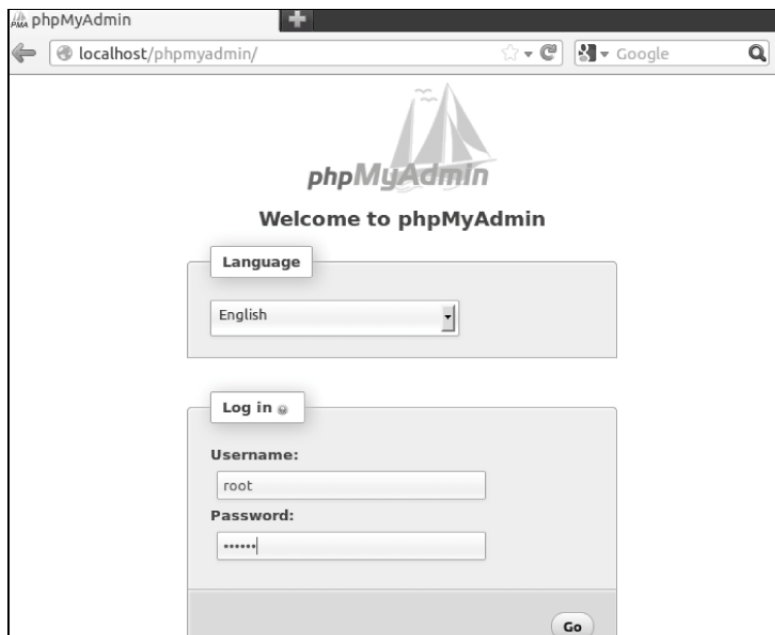 phpMyAdmin
localhost/phpmyadmin/
Google
phpMyAdmin
Welcome to phpMyAdmin
Language
English
Log in
Username:
root
Password:
••••••
Go